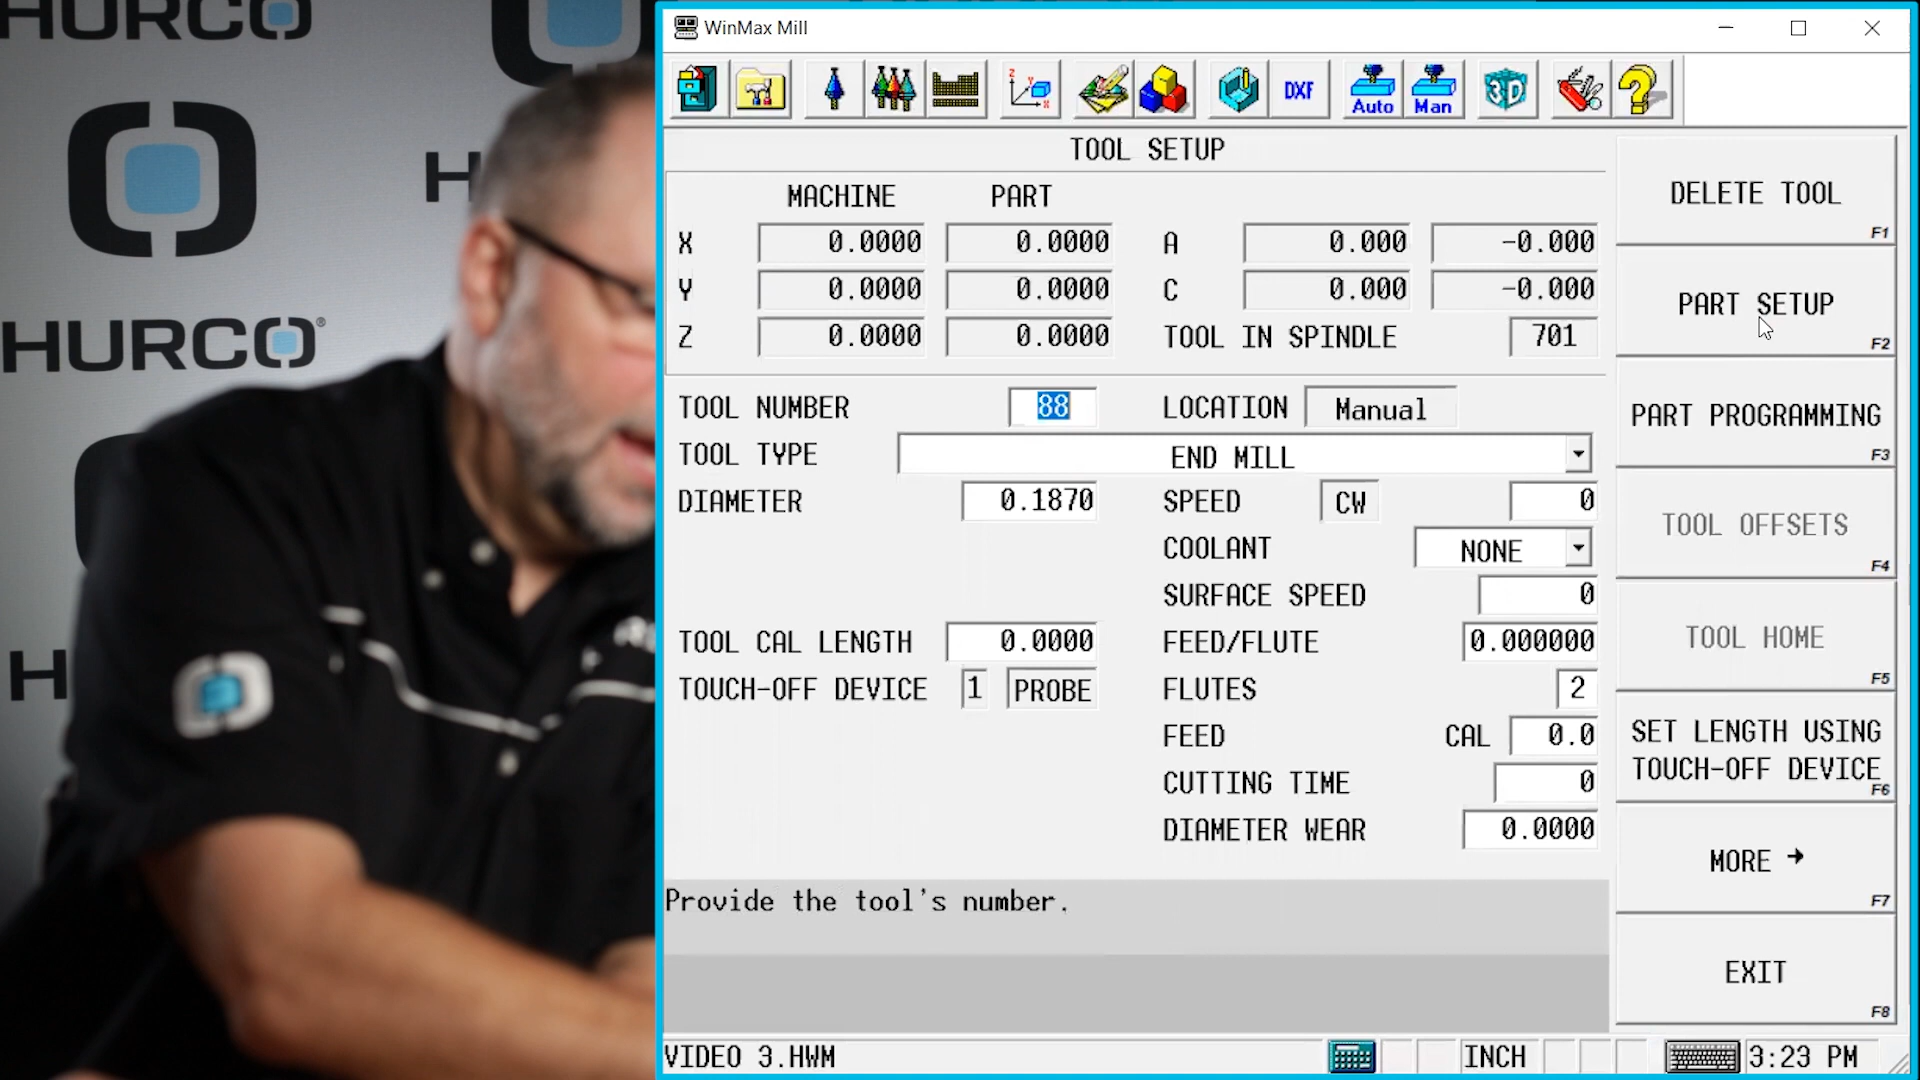 HURCO
HURCO®
H
H
WinMax Mill
DXF
Auto
Man
3D
TOOL SETUP
MACHINE PART
X 0.0000 0.0000 A 0.000 -0.000
Y 0.0000 0.0000 C 0.000 -0.000
Z 0.0000 0.0000 TOOL IN SPINDLE 701
TOOL NUMBER 88 LOCATION Manual
TOOL TYPE END MILL
DIAMETER 0.1870 SPEED CW 0
COOLANT NONE
SURFACE SPEED 0
TOOL CAL LENGTH 0.0000 FEED/FLUTE 0.000000
TOUCH-OFF DEVICE 1 PROBE FLUTES 2
FEED CAL 0.0
CUTTING TIME 0
DIAMETER WEAR 0.0000
Provide the tool's number.
DELETE TOOL
F1
PART SETUP
F2
PART PROGRAMMING
F3
TOOL OFFSETS
F4
TOOL HOME
F5
SET LENGTH USING
TOUCH-OFF DEVICE
F6
MORE →
F7
EXIT
F8
VIDEO 3.HWM INCH 3:23 PM